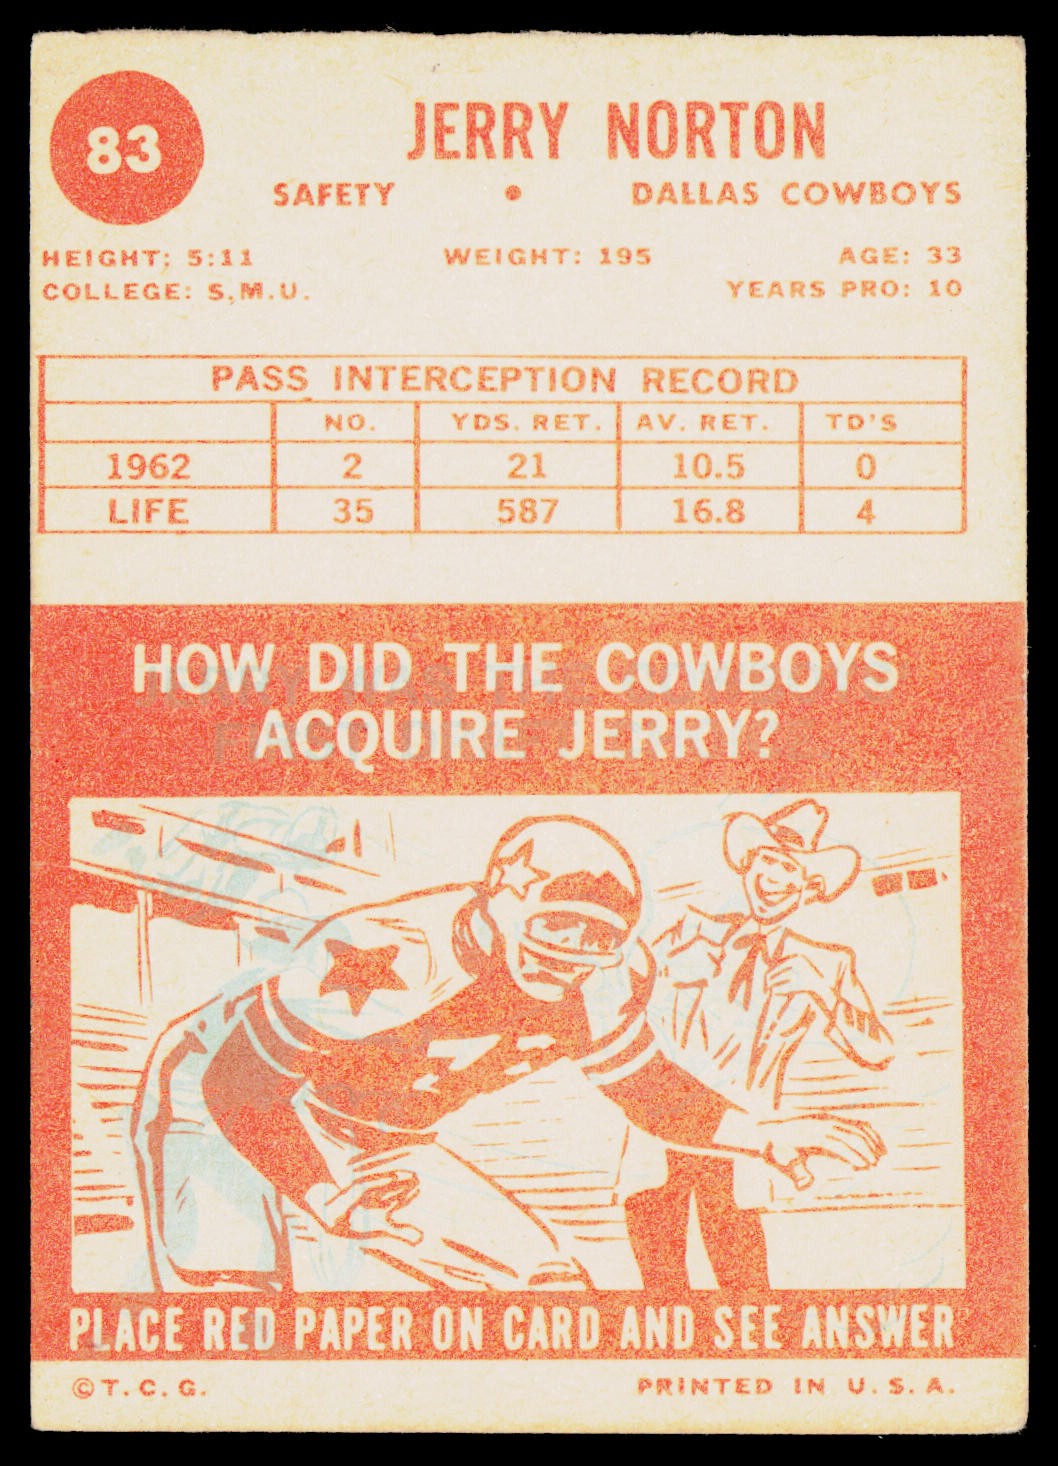 83
JERRY NORTON
SAFETY • DALLAS COWBOYS
HEIGHT: 5:11 WEIGHT: 195 AGE: 33
COLLEGE: S.M.U. YEARS PRO: 10
PASS INTERCEPTION RECORD
NO. YDS. RET. AV. RET. TD'S
1962 2 21 10.5 0
LIFE 35 587 16.8 4
HOW DID THE COWBOYS
ACQUIRE JERRY?
PLACE RED PAPER ON CARD AND SEE ANSWER
©T.C.G. PRINTED IN U.S.A.